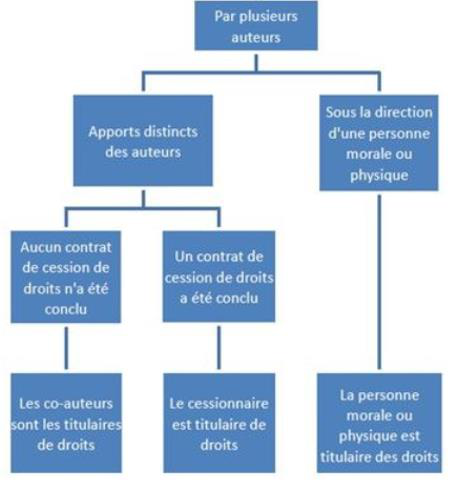 Par plusieurs
auteurs
Apports distincts
des auteurs
Sous la direction
d'une personne
morale ou
physique
Aucun contrat
de cession de
droits n'a été
conclu
Un contrat de
cession de droits
a été conclu
Les co-auteurs
sont les titulaires
de droits
Le cessionnaire
est titulaire de
droits
La personne
morale ou
physique est
titulaire des droits